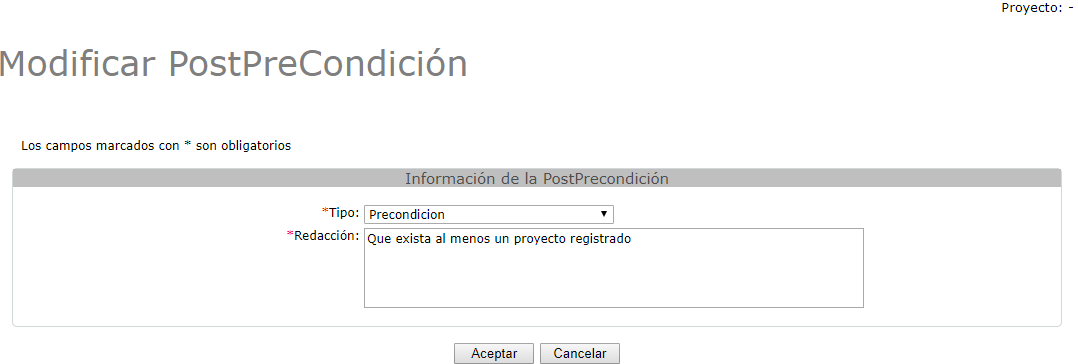 Proyecto: -
Modificar PostPreCondición
Los campos marcados con * son obligatorios
Información de la PostPrecondición
*Tipo: Precondicion
*Redacción: Que exista al menos un proyecto registrado
Aceptar Cancelar